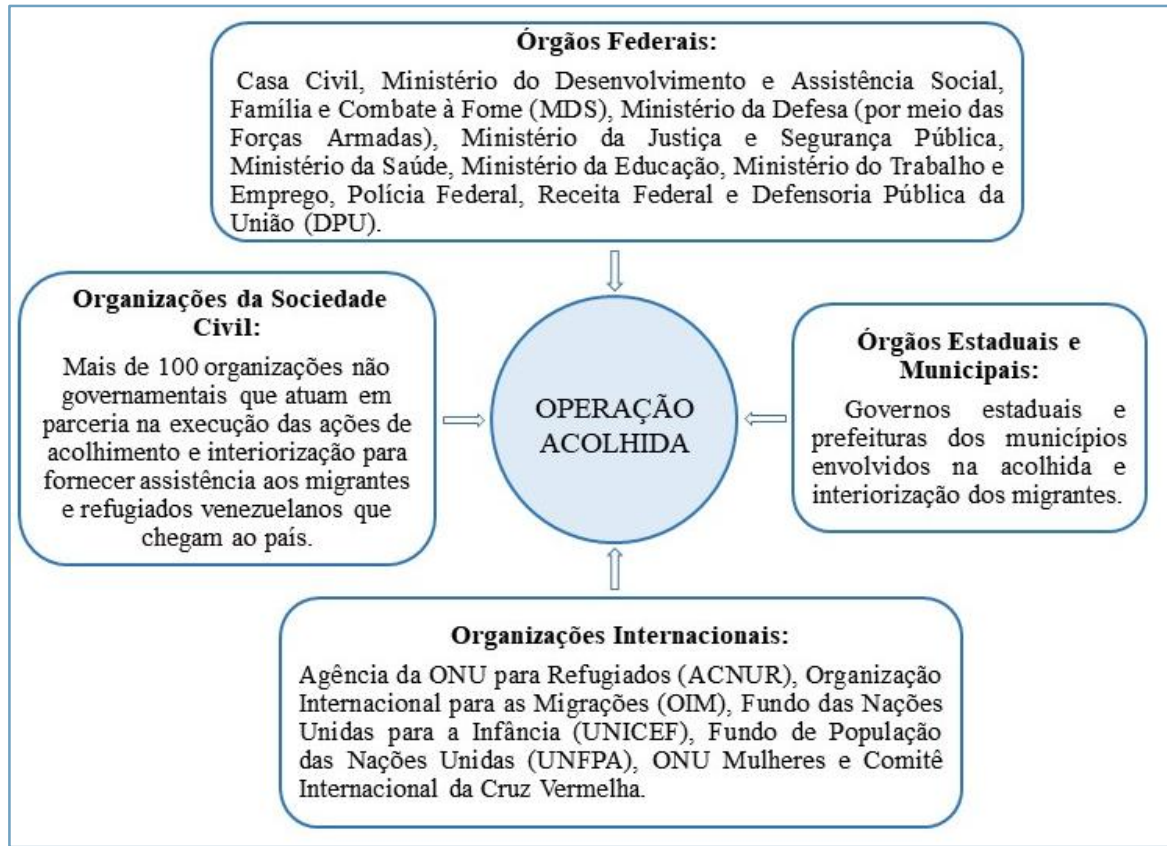 Órgãos Federais:
Casa Civil, Ministério do Desenvolvimento e Assistência Social,
Família e Combate à Fome (MDS), Ministério da Defesa (por meio das
Forças Armadas), Ministério da Justiça e Segurança Pública,
Ministério da Saúde, Ministério da Educação, Ministério do Trabalho e
Emprego, Polícia Federal, Receita Federal e Defensoria Pública da
União (DPU).
Organizações da Sociedade
Civil:
Mais de 100 organizações não
governamentais que atuam em
parceria na execução das ações de
acolhimento e interiorização para
fornecer assistência aos migrantes
e refugiados venezuelanos que
chegam ao país.
OPERAÇÃO
ACOLHIDA
Órgãos Estaduais e
Municipais:
Governos estaduais e
prefeituras dos municípios
envolvidos na acolhida e
interiorização dos migrantes.
Organizações Internacionais:
Agência da ONU para Refugiados (ACNUR), Organização
Internacional para as Migrações (OIM), Fundo das Nações
Unidas para a Infância (UNICEF), Fundo de População
das Nações Unidas (UNFPA), ONU Mulheres e Comitê
Internacional da Cruz Vermelha.